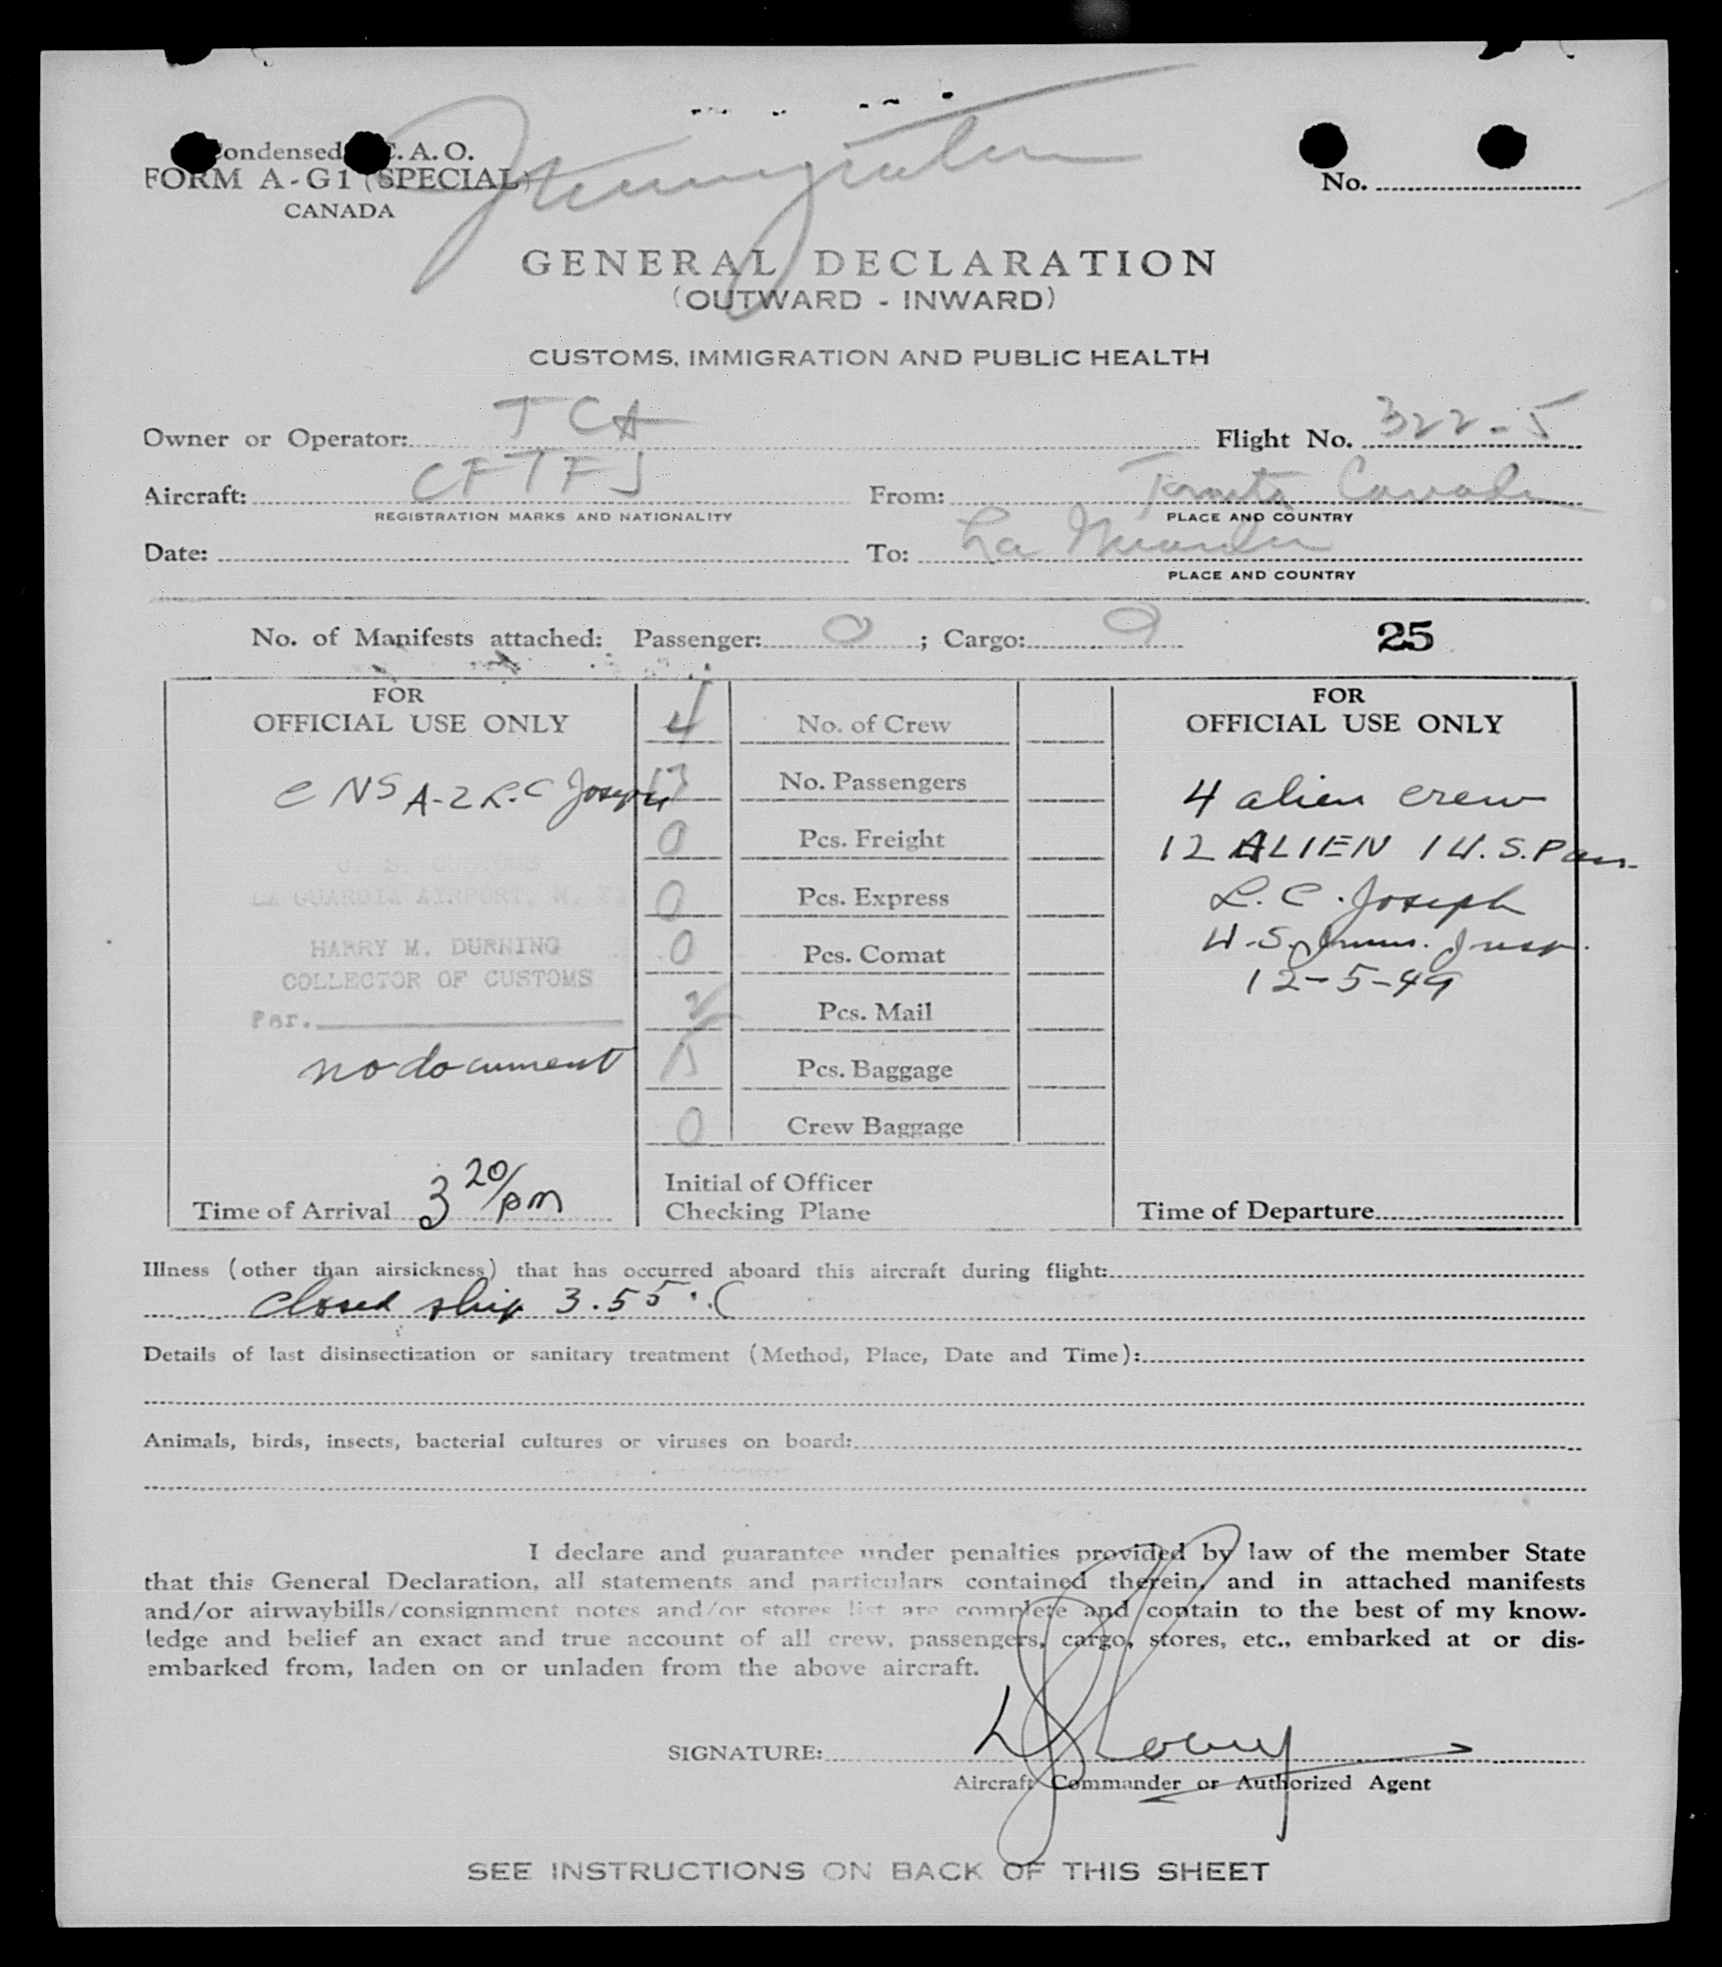 Immigration
Condensed I.C.A.O.
FORM A-G1 (SPECIAL)
CANADA
No.
GENERAL DECLARATION
(OUTWARD - INWARD)
CUSTOMS, IMMIGRATION AND PUBLIC HEALTH
Owner or Operator: TCA Flight No. 322-5
Aircraft: CFTFJ From: Toronto Canada
REGISTRATION MARKS AND NATIONALITY PLACE AND COUNTRY
Date: To: La Guardia
PLACE AND COUNTRY
No. of Manifests attached: Passenger: 0 ; Cargo: 0 25
FOR
OFFICIAL USE ONLY
C NS A-2 L.C Joseph
U. S. CUSTOMS
LA GUARDIA AIRPORT, N. Y.
HARRY M. DURNING
COLLECTOR OF CUSTOMS
Per.
no document
Time of Arrival 3 20/pm
4 No. of Crew
13 No. Passengers
0 Pcs. Freight
0 Pcs. Express
0 Pcs. Comat
Pcs. Mail
Pcs. Baggage
0 Crew Baggage
Initial of Officer
Checking Plane
FOR
OFFICIAL USE ONLY
4 alien crew
12 ALIEN 1 U.S. Pass.
L.C. Joseph
U.S. Imm. Insp.
12-5-49
Time of Departure
Illness (other than airsickness) that has occurred aboard this aircraft during flight:
Closed ship 3.55
Details of last disinsectization or sanitary treatment (Method, Place, Date and Time):
Animals, birds, insects, bacterial cultures or viruses on board:
I declare and guarantee under penalties provided by law of the member State
that this General Declaration, all statements and particulars contained therein, and in attached manifests
and/or airwaybills/consignment notes and/or stores list are complete and contain to the best of my know-
ledge and belief an exact and true account of all crew, passengers, cargo, stores, etc., embarked at or dis-
embarked from, laden on or unladen from the above aircraft.
SIGNATURE:
Aircraft Commander or Authorized Agent
SEE INSTRUCTIONS ON BACK OF THIS SHEET